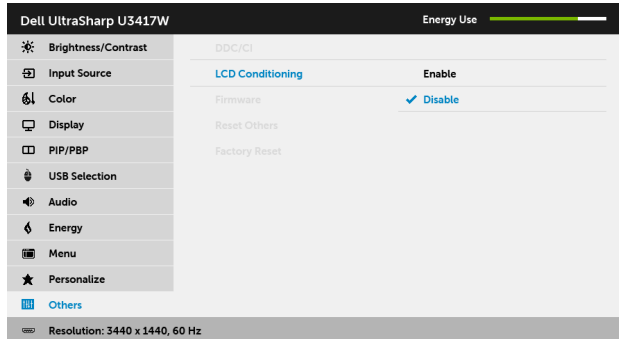 Dell UltraSharp U3417W
Energy Use
Brightness/Contrast
DDC/CI
Input Source
LCD Conditioning
Enable
Color
Firmware
Disable
Display
Reset Others
PIP/PBP
Factory Reset
USB Selection
Audio
Energy
Menu
Personalize
Others
Resolution: 3440 x 1440, 60 Hz